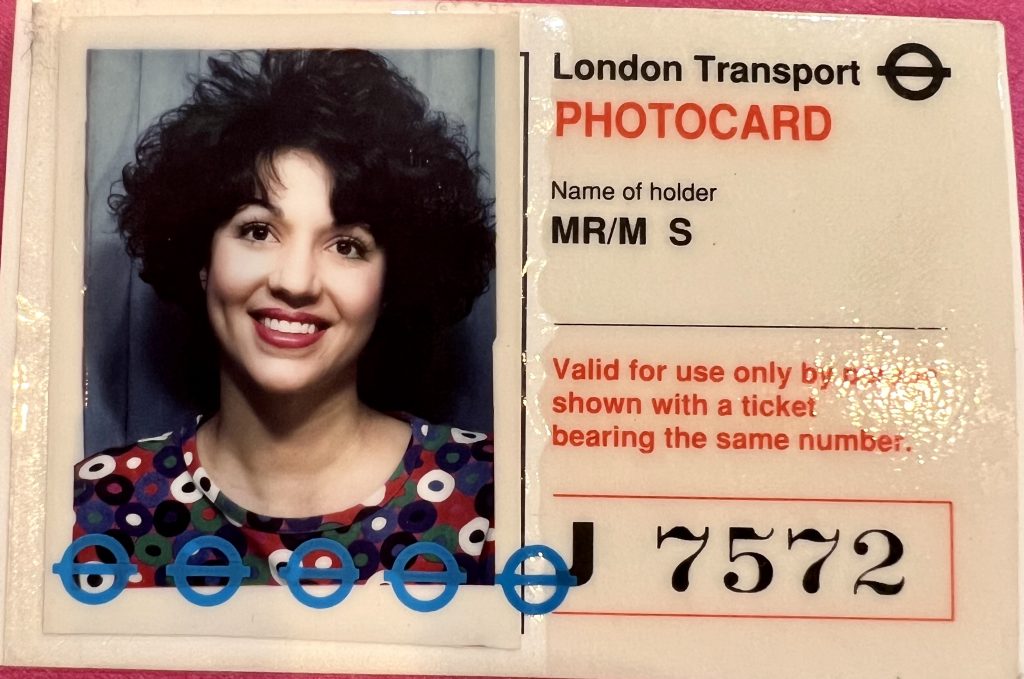 London Transport
PHOTOCARD
Name of holder
MR/M S
Valid for use only by
shown with a ticket
bearing the same number.
J 7572